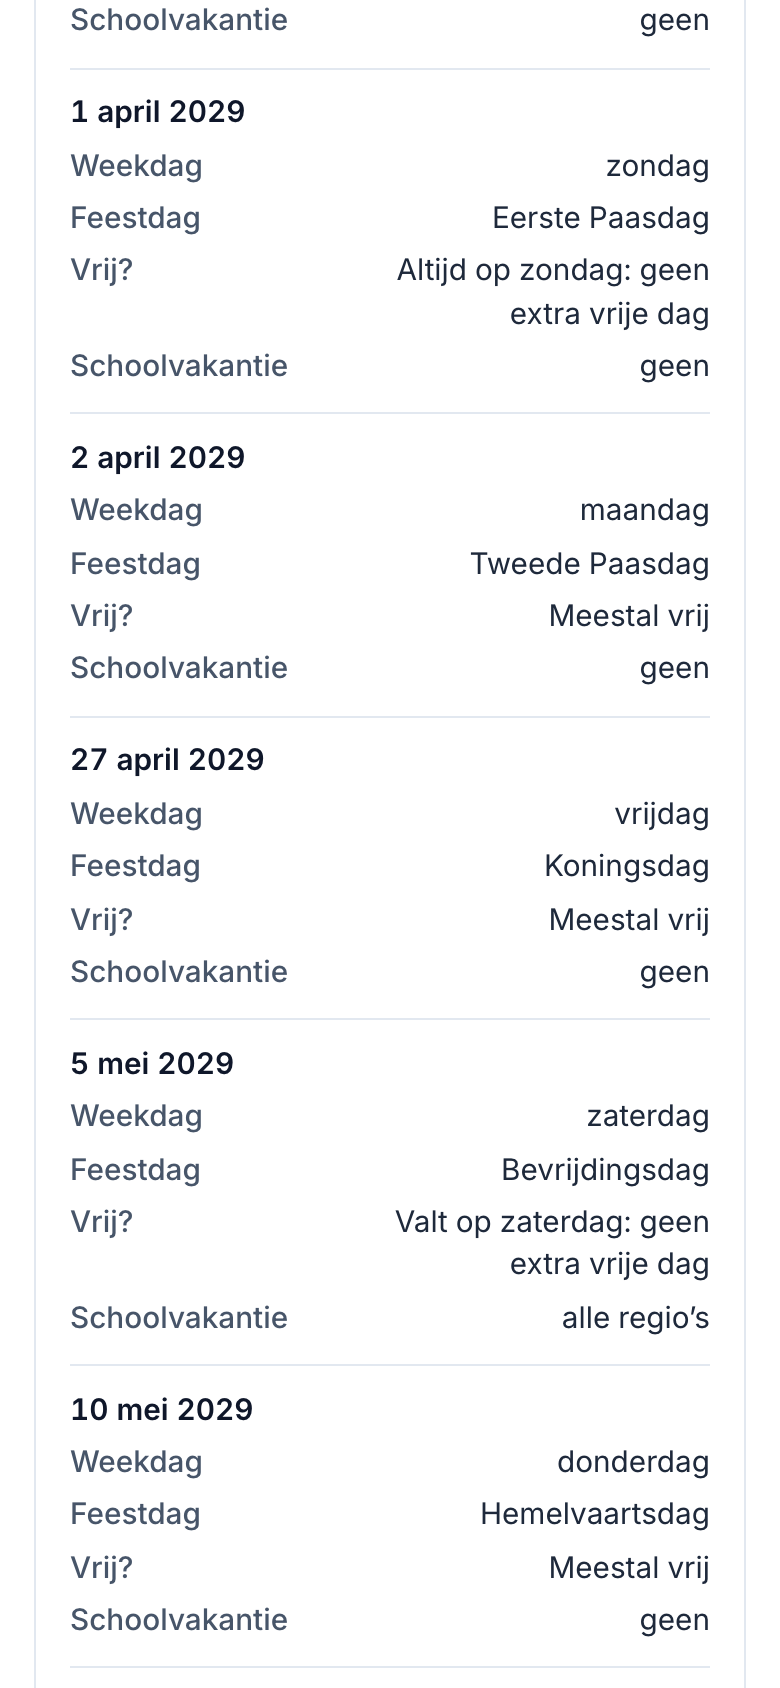 Schoolvakantie geen
1 april 2029
Weekdag zondag
Feestdag Eerste Paasdag
Vrij? Altijd op zondag: geen
extra vrije dag
Schoolvakantie geen
2 april 2029
Weekdag maandag
Feestdag Tweede Paasdag
Vrij? Meestal vrij
Schoolvakantie geen
27 april 2029
Weekdag vrijdag
Feestdag Koningsdag
Vrij? Meestal vrij
Schoolvakantie geen
5 mei 2029
Weekdag zaterdag
Feestdag Bevrijdingsdag
Vrij? Valt op zaterdag: geen
extra vrije dag
Schoolvakantie alle regio’s
10 mei 2029
Weekdag donderdag
Feestdag Hemelvaartsdag
Vrij? Meestal vrij
Schoolvakantie geen